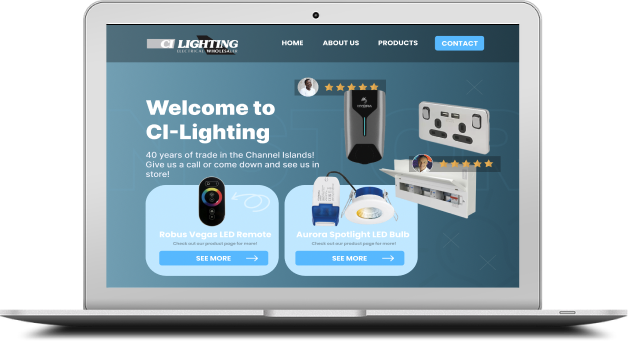 CI LIGHTING
ELECTRICAL WHOLESALER
HOME
ABOUT US
PRODUCTS
CONTACT
Welcome to
CI-Lighting
40 years of trade in the Channel Islands!
Give us a call or come down and see us in
store!
Robus Vegas LED Remote
Check out our product page for more!
SEE MORE
Aurora Spotlight LED Bulb
Check out our product page for more!
SEE MORE